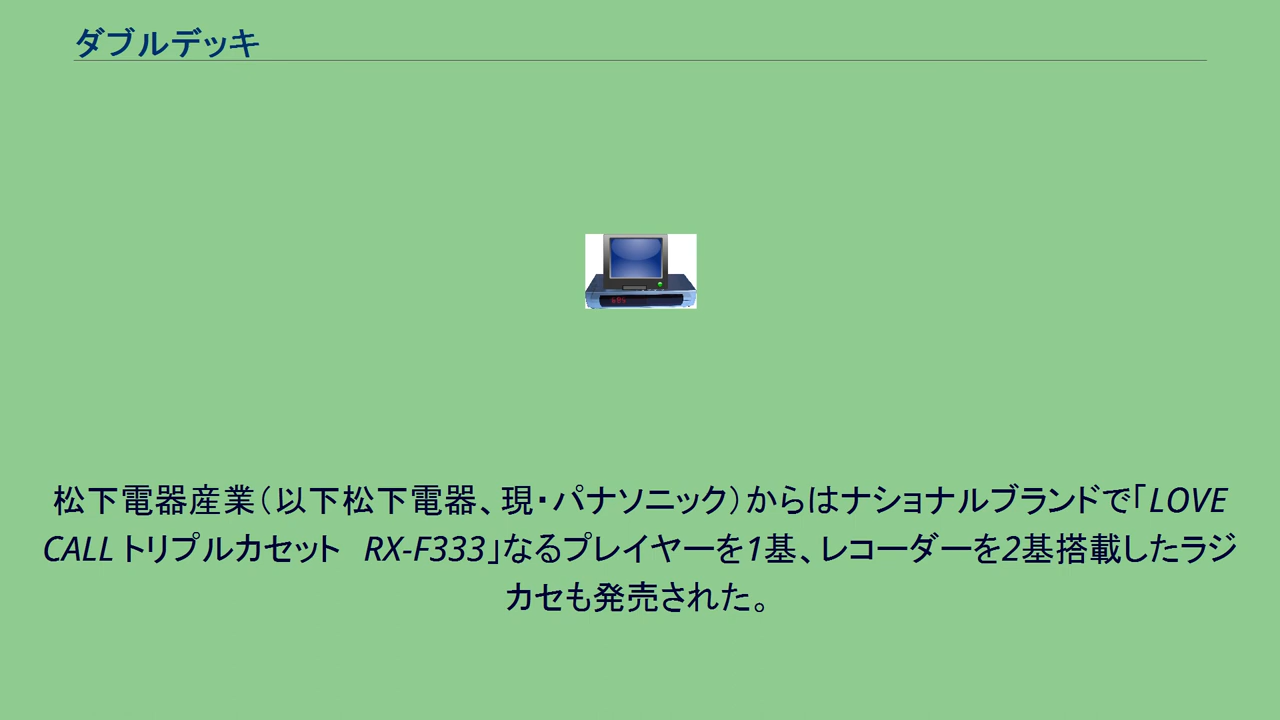 ダブルデッキ
685
松下電器産業（以下松下電器、現・パナソニック）からはナショナルブランドで「LOVE
CALL トリプルカセット　RX-F333」なるプレイヤーを1基、レコーダーを2基搭載したラジ
カセも発売された。